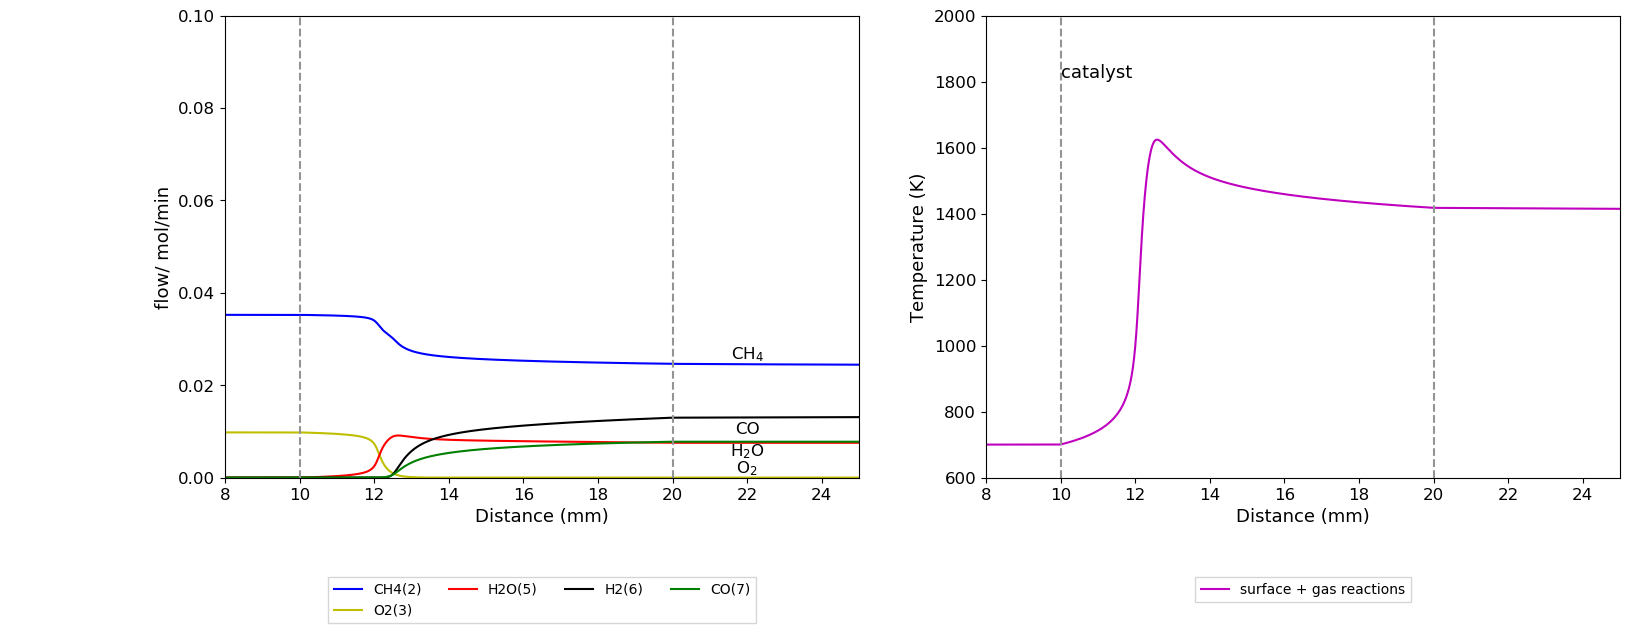 0.10
0.08
0.06
0.04
0.02
0.00
flow/ mol/min
8 10 12 14 16 18 20 22 24
Distance (mm)
CH₄
CO
H₂O
O₂
CH4(2) H2O(5) H2(6) CO(7)
O2(3)
2000
1800
1600
1400
1200
1000
800
600
Temperature (K)
catalyst
8 10 12 14 16 18 20 22 24
Distance (mm)
surface + gas reactions